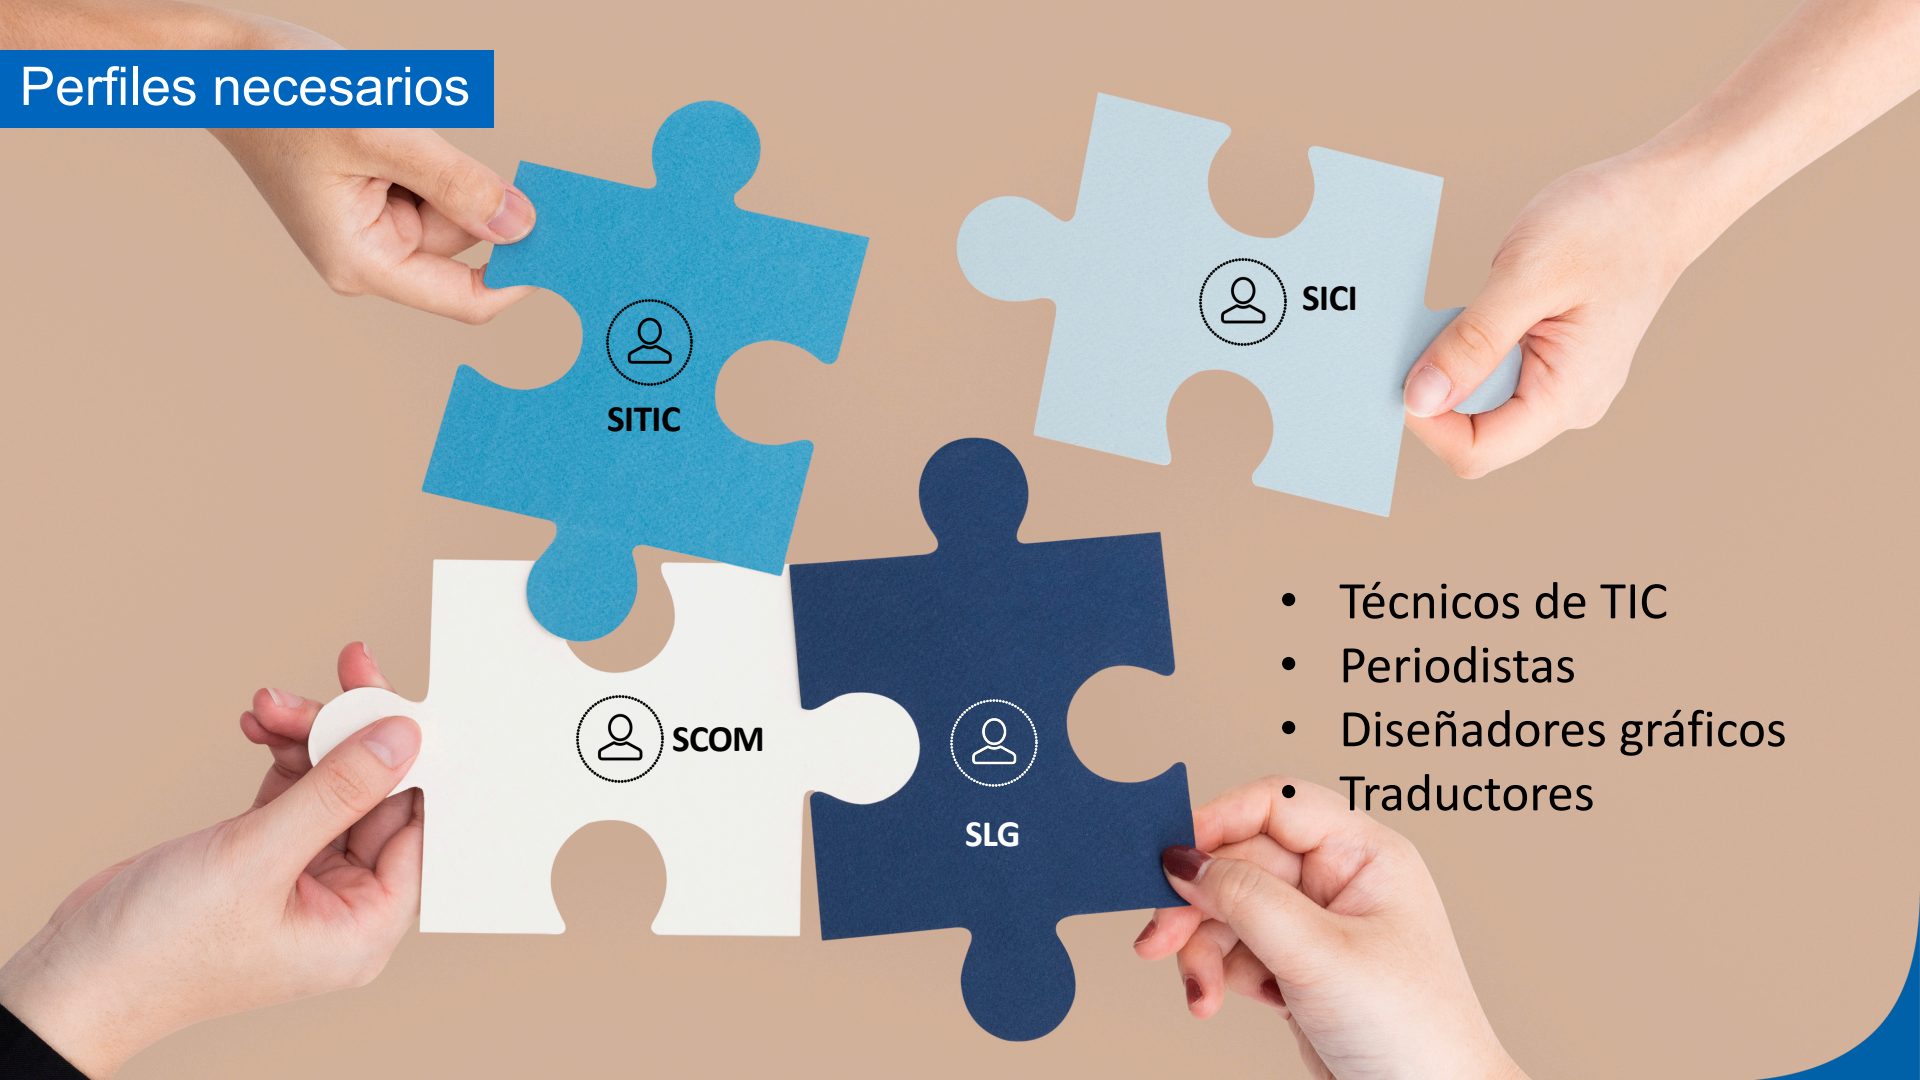 Perfiles necesarios
SICI
SITIC
SCOM
SLG
• Técnicos de TIC
• Periodistas
• Diseñadores gráficos
• Traductores